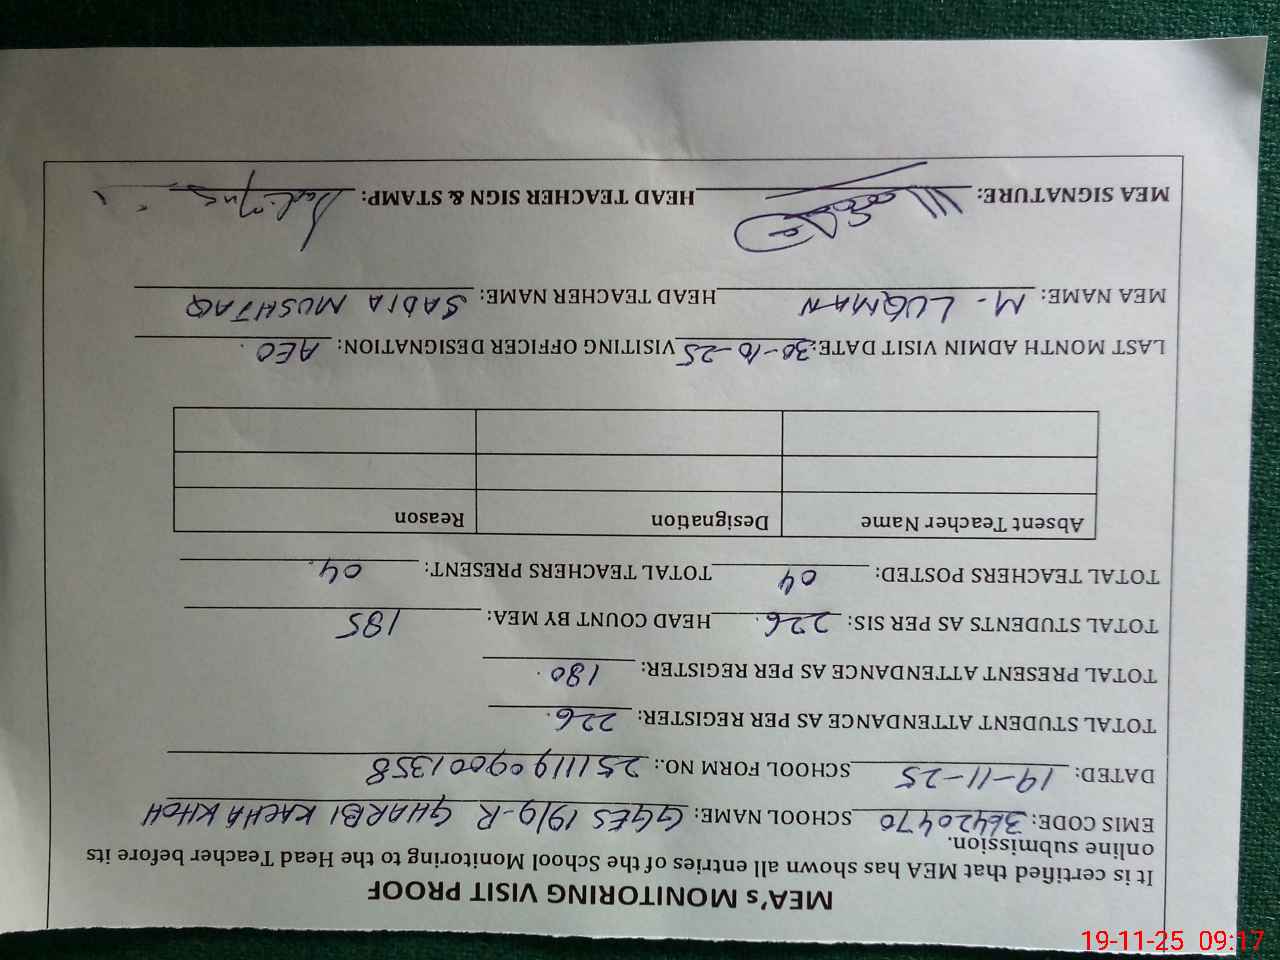 MEA's MONITORING VISIT PROOF
It is certified that MEA has shown all entries of the School Monitoring to the Head Teacher before its
online submission.
EMIS CODE: 36420470 SCHOOL NAME: GGES 19/9-R GHARBI KACHA KHOH
DATED: 19-11-25 SCHOOL FORM NO.: 25111909001358
TOTAL STUDENT ATTENDANCE AS PER REGISTER: 226.
TOTAL PRESENT ATTENDANCE AS PER REGISTER: 180.
TOTAL STUDENTS AS PER SIS: 226. HEAD COUNT BY MEA: 185
TOTAL TEACHERS POSTED: 04 TOTAL TEACHERS PRESENT: 04.
Absent Teacher Name Designation Reason
LAST MONTH ADMIN VISIT DATE: 30-10-25 VISITING OFFICER DESIGNATION: AEO.
MEA NAME: M- LUQMAN HEAD TEACHER NAME: SADIA MUSHTAQ
MEA SIGNATURE: HEAD TEACHER SIGN & STAMP:
19-11-25 09:17